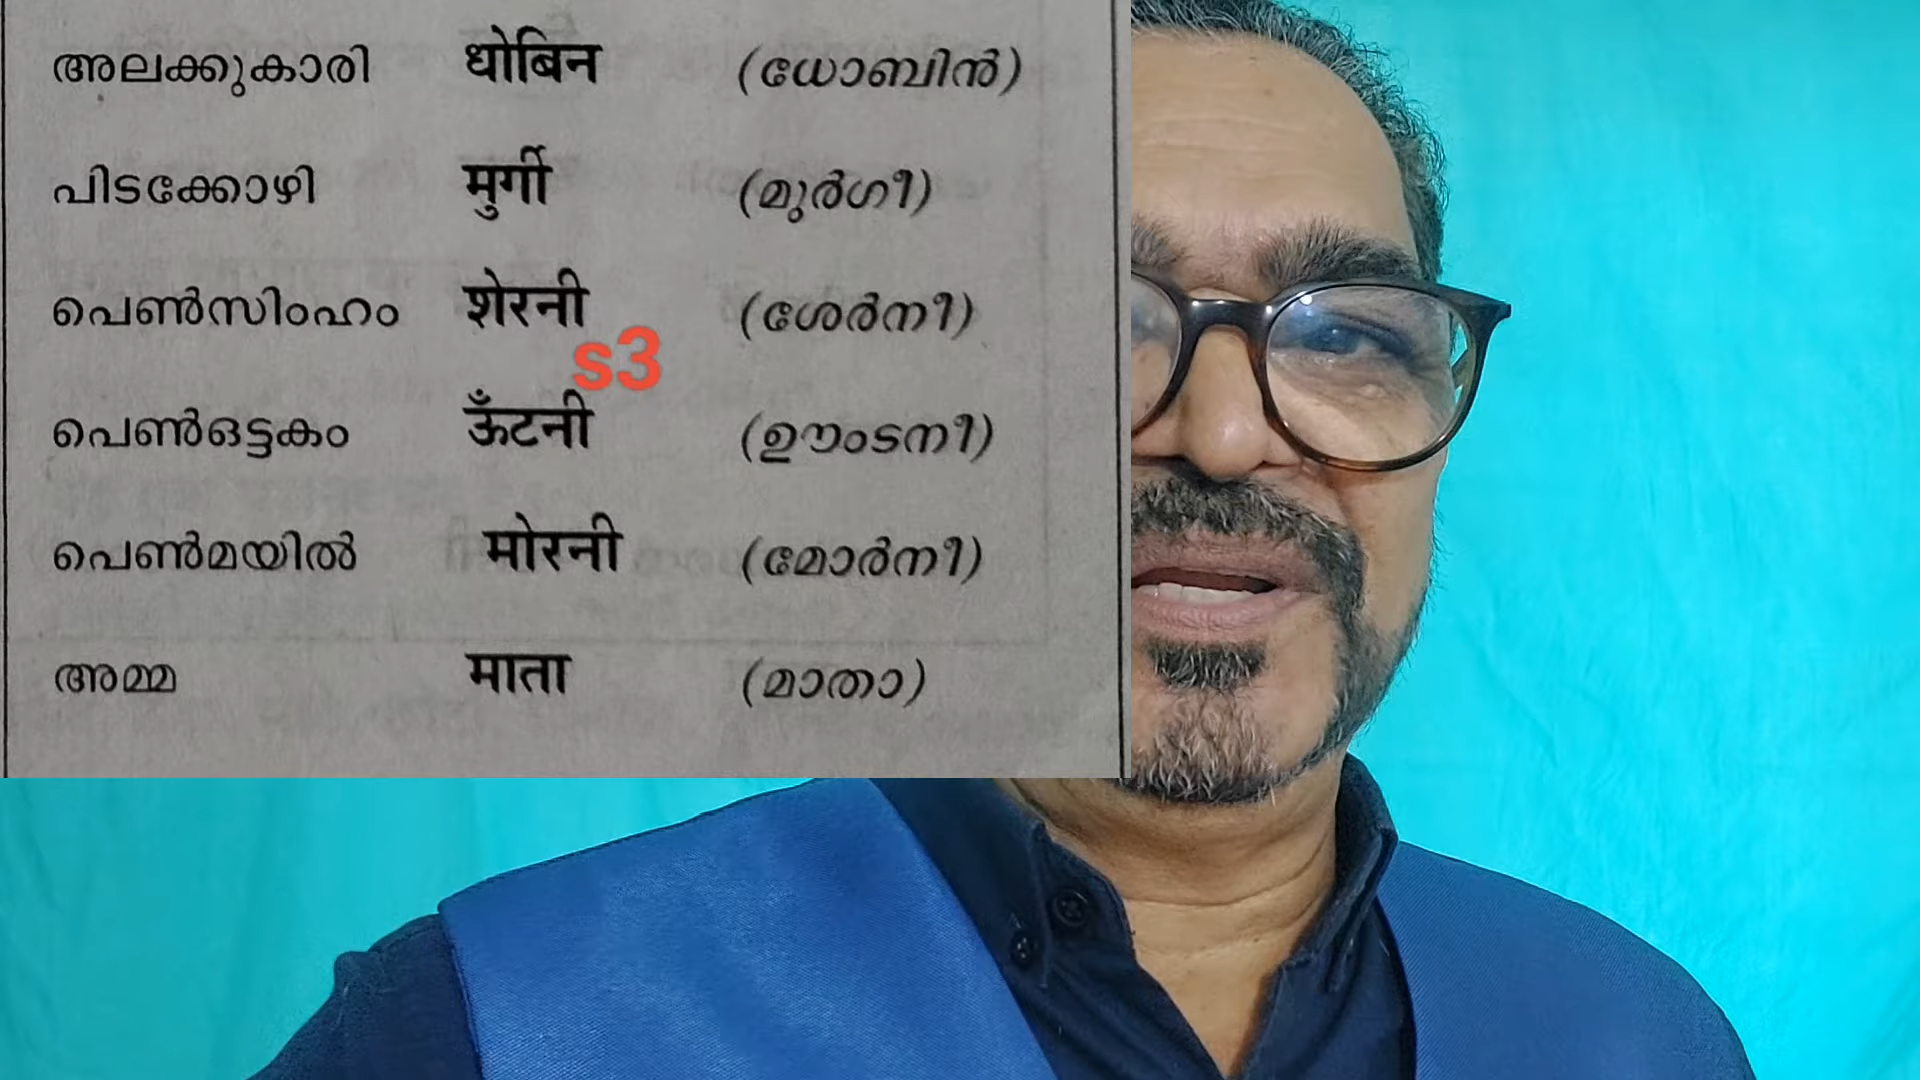 അലക്കുകാരി धोबिन (ധോബിൻ)
പിടക്കോഴി मुर्गी (മുർഗീ)
പെൺസിംഹം शेरनी (ശേർനീ)
s3
പെൺഒട്ടകം ऊँटनी (ഊംടനീ)
പെൺമയിൽ मोरनी (മോർനീ)
അമ്മ माता (മാതാ)